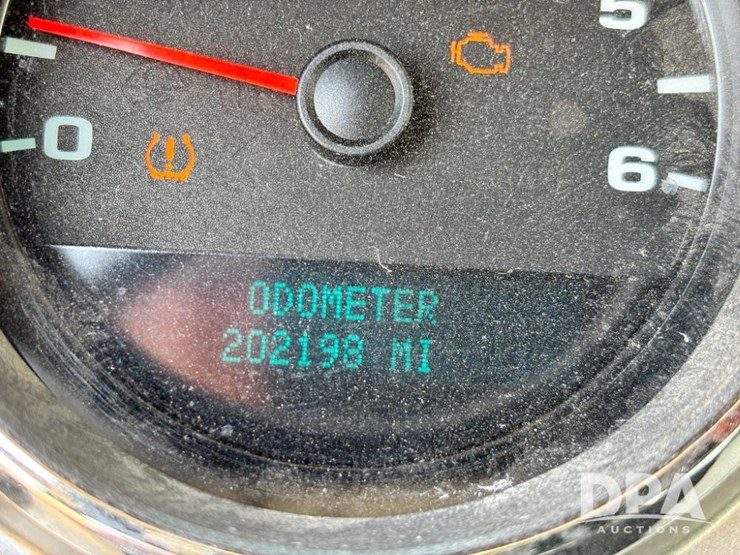 5
0
6
ODOMETER
202198 MI
DPA
AUCTIONS